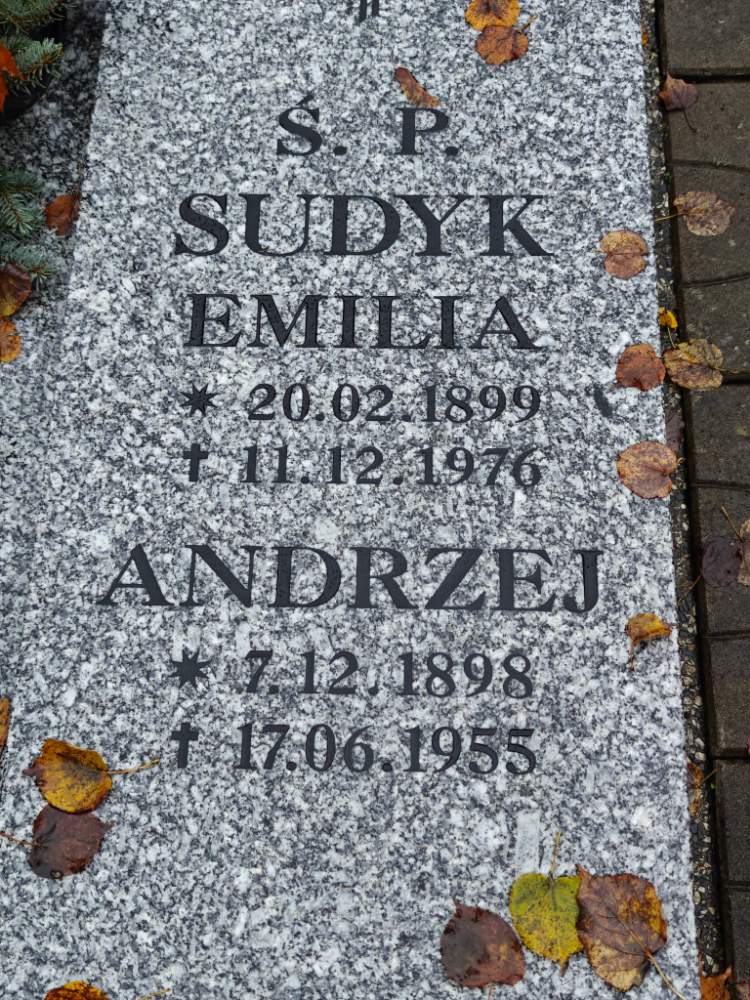 Ś. P.
SUDYK
EMILIA
* 20.02.1899
† 11.12.1976
ANDRZEJ
* 7.12.1898
† 17.06.1955